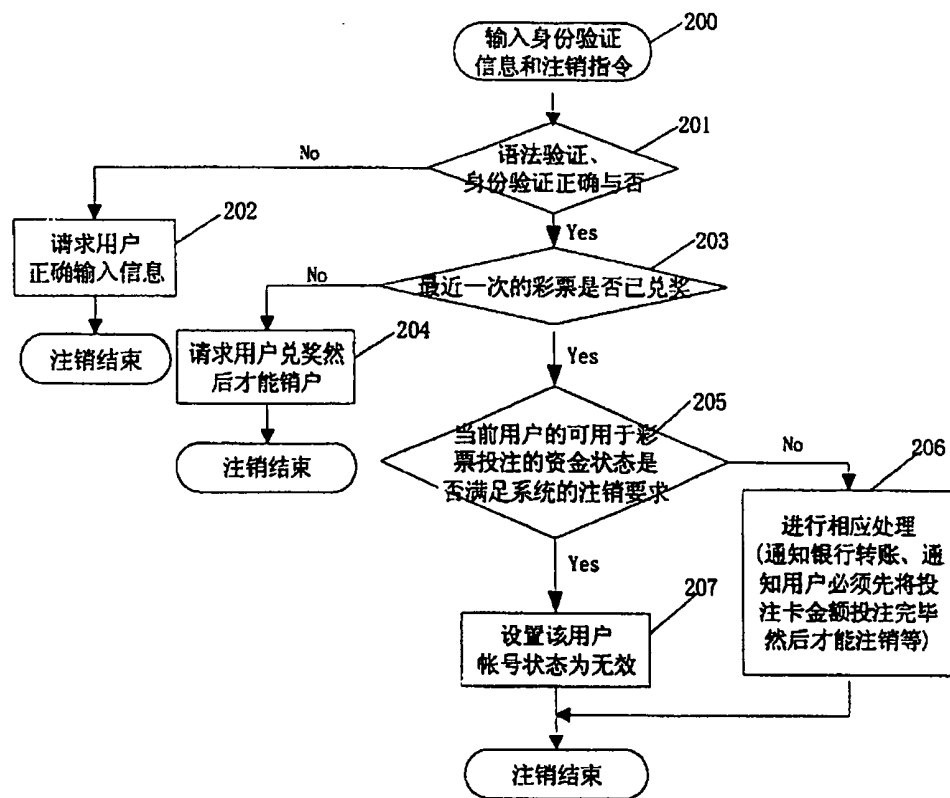 200
输入身份验证
信息和注销指令
201
No
语法验证、
身份验证正确与否
202
Yes
203
请求用户
正确输入信息
No
最近一次的彩票是否已兑奖
204
注销结束
请求用户兑奖然
后才能销户
Yes
205
当前用户的可用于彩
票投注的资金状态是
否满足系统的注销要求
No
206
注销结束
进行相应处理
(通知银行转账、通
知用户必须先将投
注卡金额投注完毕
然后才能注销等)
Yes
207
设置该用户
帐号状态为无效
注销结束